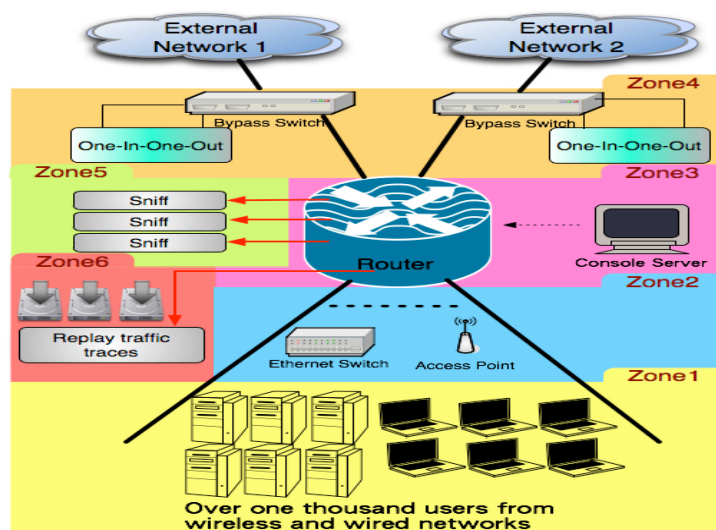 External
Network 1
External
Network 2
Zone4
Bypass Switch
Bypass Switch
One-In-One-Out
One-In-One-Out
Zone5
Zone3
Sniff
Sniff
Sniff
Router
Console Server
Zone6
Zone2
Replay traffic
traces
Ethernet Switch
Access Point
Zone1
Over one thousand users from
wireless and wired networks